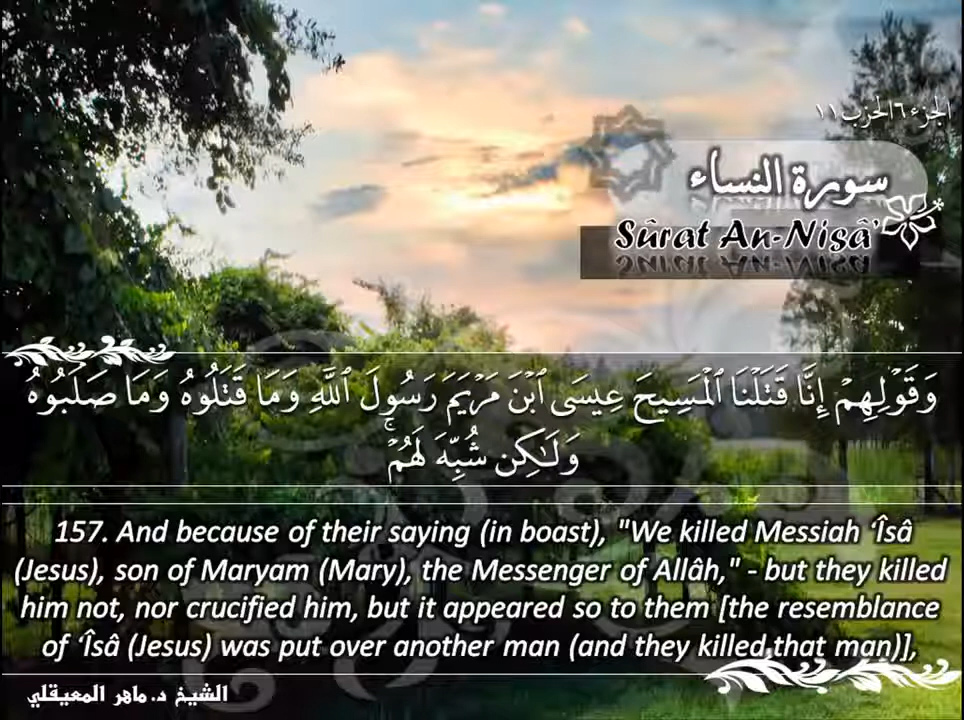 الجزء ٦ الحزب ١١
سورة النساء
Sûrat An-Nisâ'
وَقَوْلِهِمْ إِنَّا قَتَلْنَا ٱلْمَسِيحَ عِيسَى ٱبْنَ مَرْيَمَ رَسُولَ ٱللَّهِ وَمَا قَتَلُوهُ وَمَا صَلَبُوهُ
وَلَـٰكِن شُبِّهَ لَهُمْ ۚ
157. And because of their saying (in boast), "We killed Messiah ‘Îsâ
(Jesus), son of Maryam (Mary), the Messenger of Allâh," - but they killed
him not, nor crucified him, but it appeared so to them [the resemblance
of ‘Îsâ (Jesus) was put over another man (and they killed that man)],
الشيخ د. ماهر المعيقلي